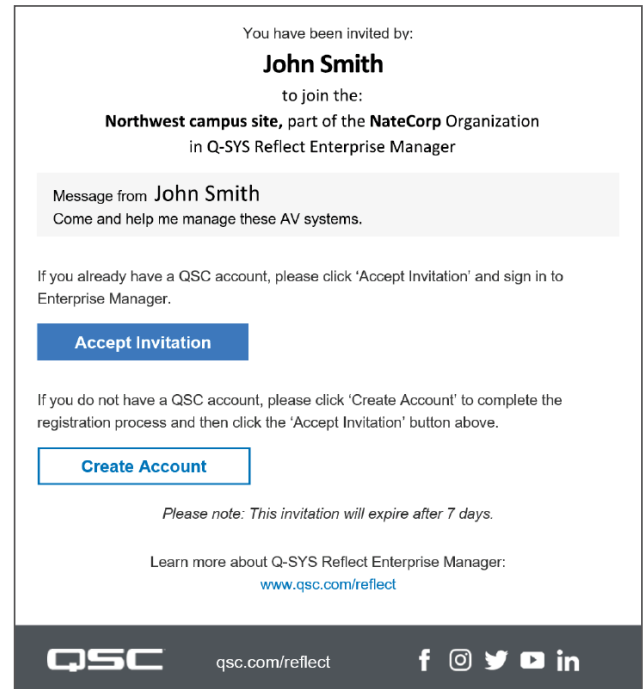 You have been invited by:
John Smith
to join the:
Northwest campus site, part of the NateCorp Organization
in Q-SYS Reflect Enterprise Manager
Message from John Smith
Come and help me manage these AV systems.
If you already have a QSC account, please click ‘Accept Invitation’ and sign in to
Enterprise Manager.
Accept Invitation
If you do not have a QSC account, please click ‘Create Account’ to complete the
registration process and then click the ‘Accept Invitation’ button above.
Create Account
Please note: This invitation will expire after 7 days.
Learn more about Q-SYS Reflect Enterprise Manager:
www.qsc.com/reflect
QSC qsc.com/reflect